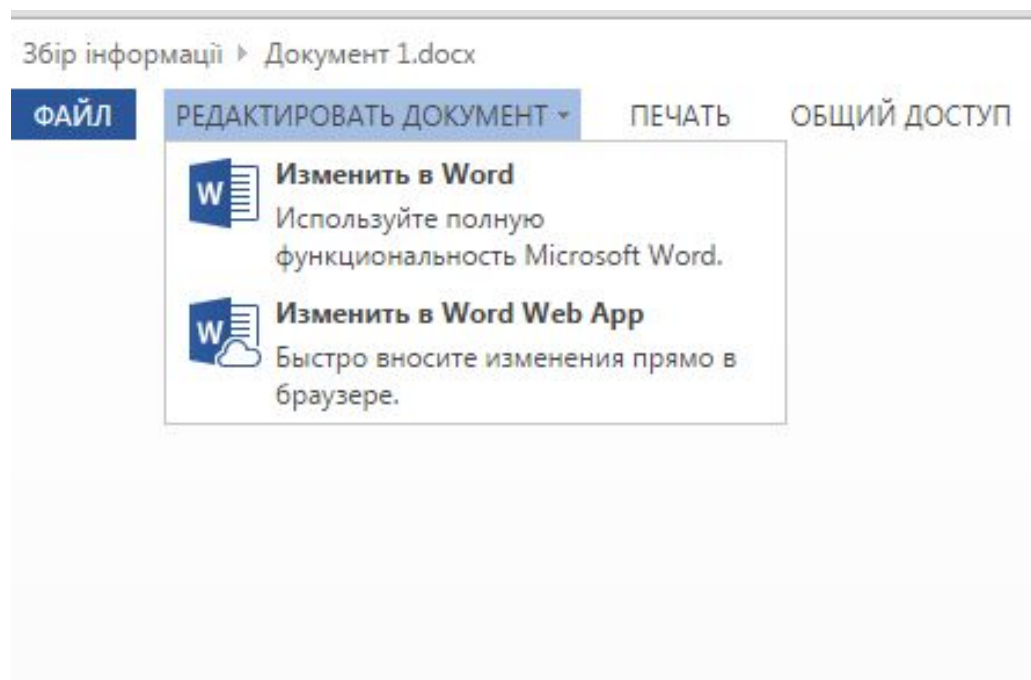 Збір інформації ▸ Документ 1.docx
ФАЙЛ РЕДАКТИРОВАТЬ ДОКУМЕНТ ▾ ПЕЧАТЬ ОБЩИЙ ДОСТУП
Изменить в Word
Используйте полную
функциональность Microsoft Word.
Изменить в Word Web App
Быстро вносите изменения прямо в
браузере.